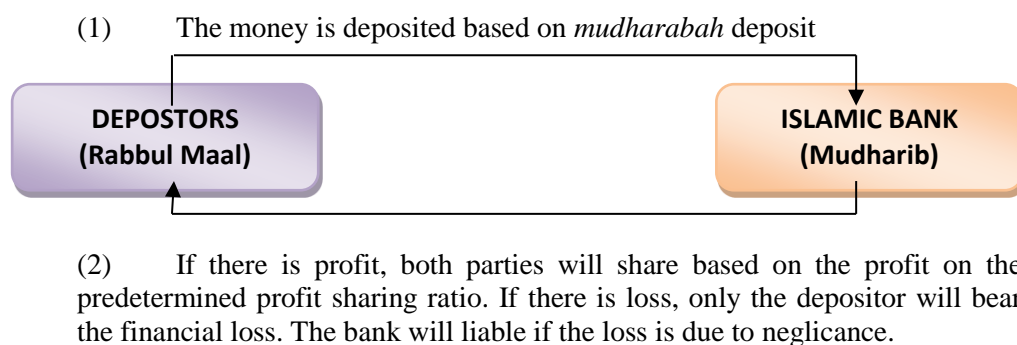 (1) The money is deposited based on mudharabah deposit
DEPOSTORS
(Rabbul Maal)
ISLAMIC BANK
(Mudharib)
(2) If there is profit, both parties will share based on the profit on the
predetermined profit sharing ratio. If there is loss, only the depositor will bear
the financial loss. The bank will liable if the loss is due to neglicance.